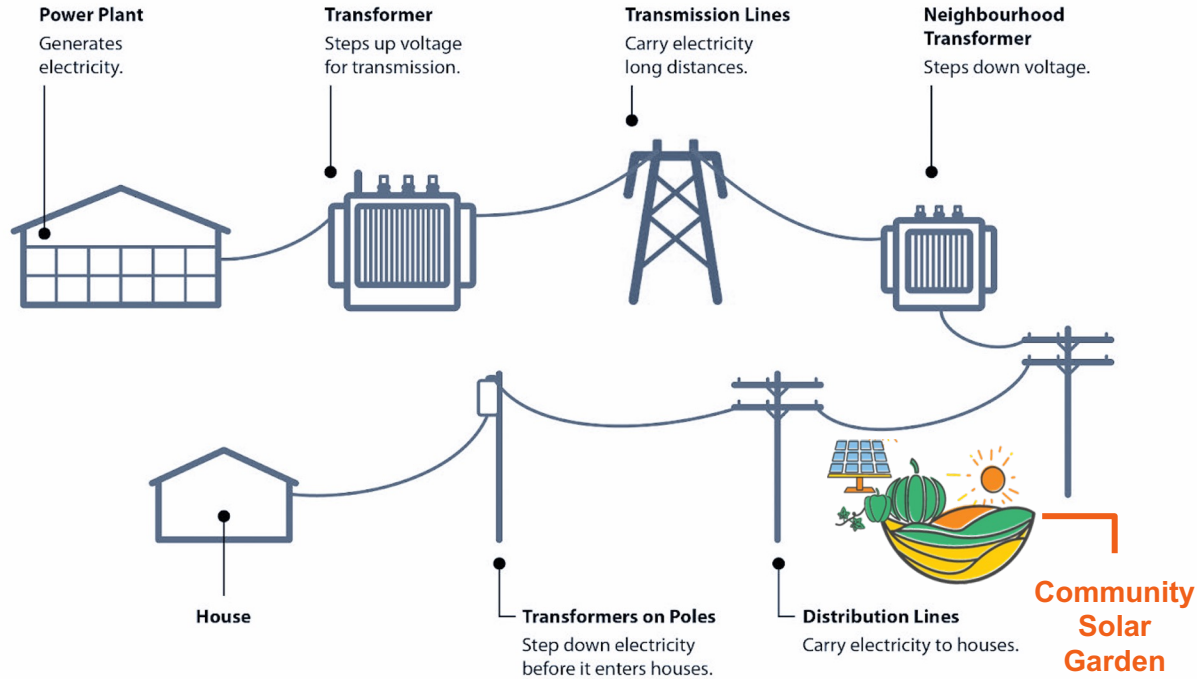 Power Plant
Generates
electricity.
Transformer
Steps up voltage
for transmission.
Transmission Lines
Carry electricity
long distances.
Neighbourhood
Transformer
Steps down voltage.
House
Transformers on Poles
Step down electricity
before it enters houses.
Distribution Lines
Carry electricity to houses.
Community
Solar
Garden